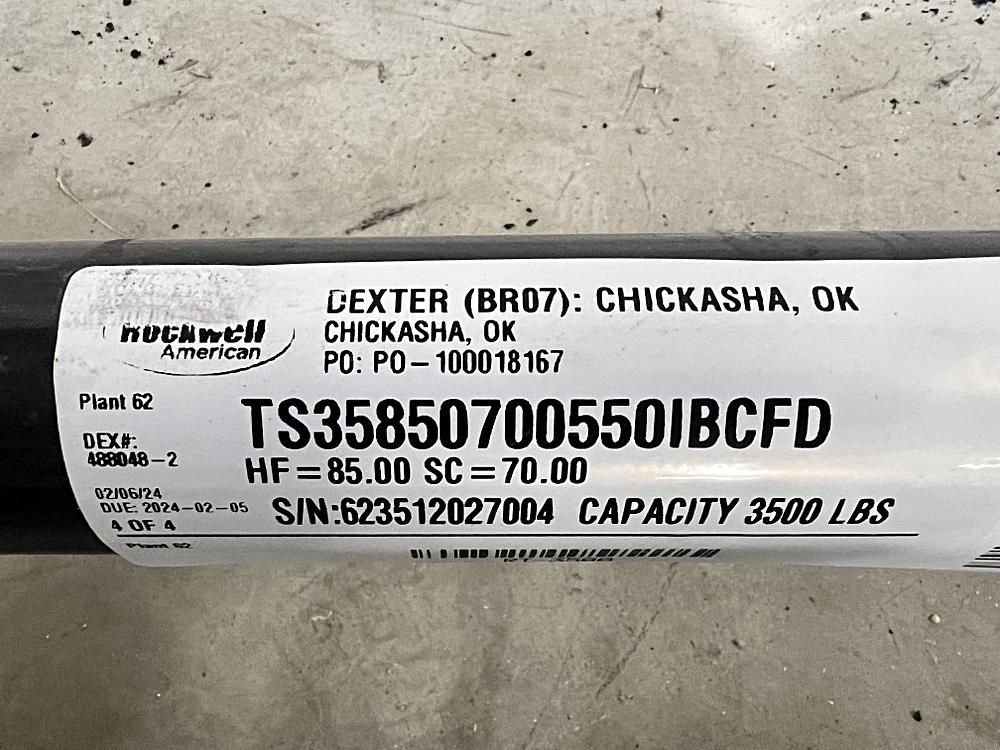 DEXTER (BR07): CHICKASHA, OK
CHICKASHA, OK
PO: PO-100018167
Rockwell
American
Plant 62
TS35850700550IBCFD
DEX#:
488048-2
HF=85.00 SC=70.00
02/06/24
DUE: 2024-02-05
4 OF 4
S/N:623512027004 CAPACITY 3500 LBS
Plant 62